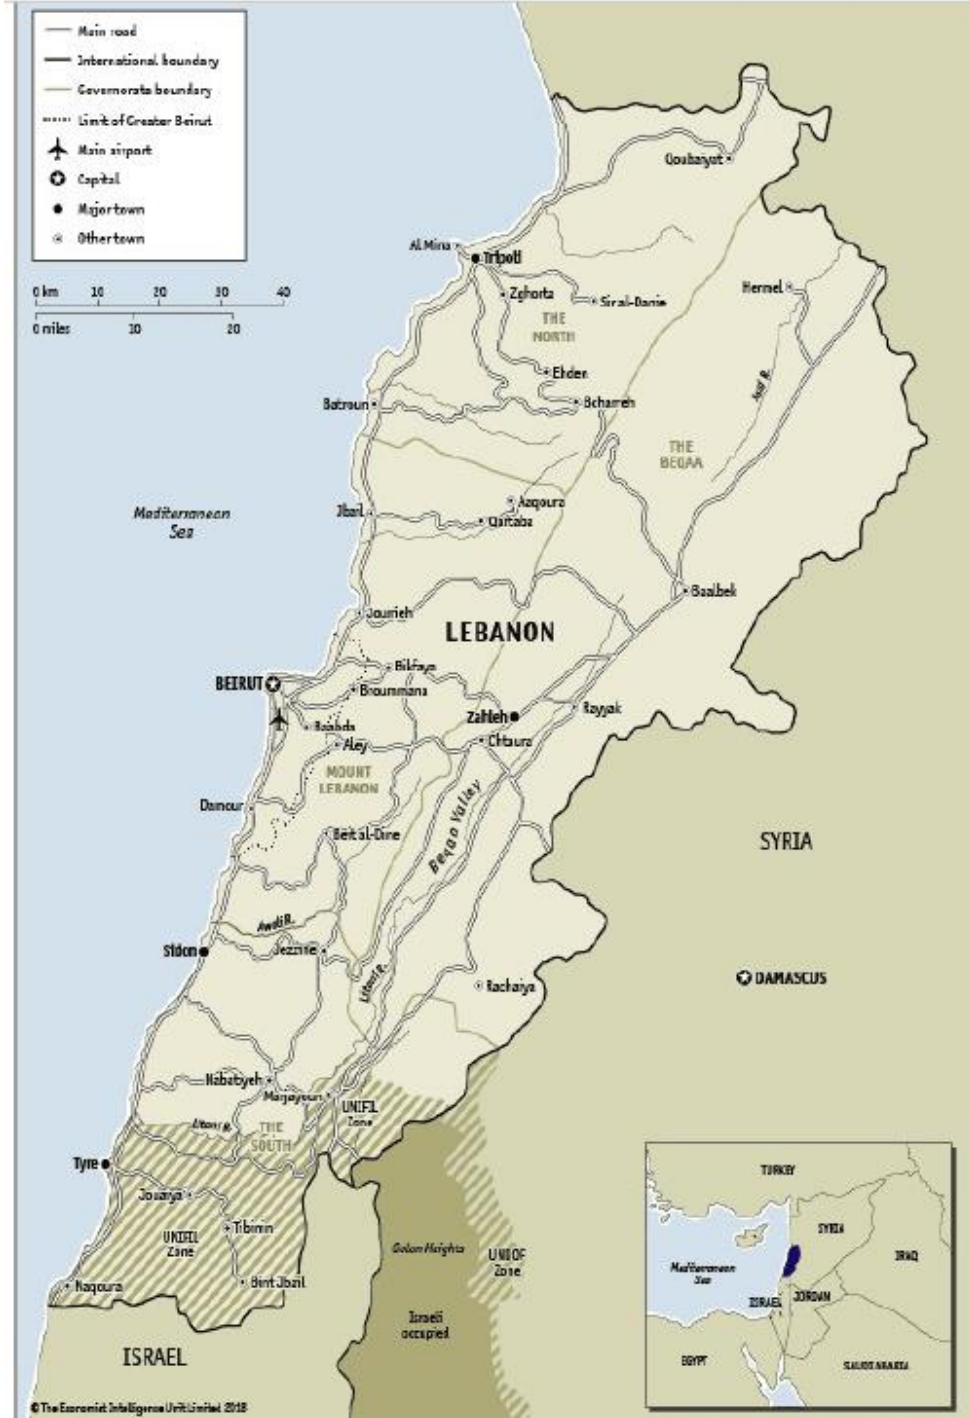 Main road
International boundary
Governorate boundary
Limit of Greater Beirut
Main airport
Capital
Major town
Other town
0 km 10 20 30 40
0 miles 10 20
Qoubaiyat
Al Mina
Tripoli
Zghorta
Sir al-Danie
Hermel
THE
NORTH
Ehden
Assi R.
Batroun
Bcharreh
THE
BEQAA
Mediterranean
Sea
Jbail
Aaqoura
Qartaba
Baalbek
Jounieh
LEBANON
Bikfaya
BEIRUT
Broummana
Zahleh
Rayyak
Baabda
Aley
Chtaura
MOUNT
LEBANON
Damour
Beqaa Valley
Beit al-Dine
SYRIA
Awali R.
Sidon
Jezzine
Litani R.
Rachaiya
DAMASCUS
Nabatiyeh
Marjayoun
UNIFIL
Zone
Litani R.
THE
SOUTH
Tyre
Jouaiya
Tibinin
UNIFIL
Zone
Naqoura
Bint Jbail
Golan Heights
UNDOF
Zone
Israeli
occupied
ISRAEL
TURKEY
SYRIA
IRAQ
Mediterranean
Sea
ISRAEL
JORDAN
EGYPT
SAUDI ARABIA
© The Economist Intelligence Unit Limited 2018